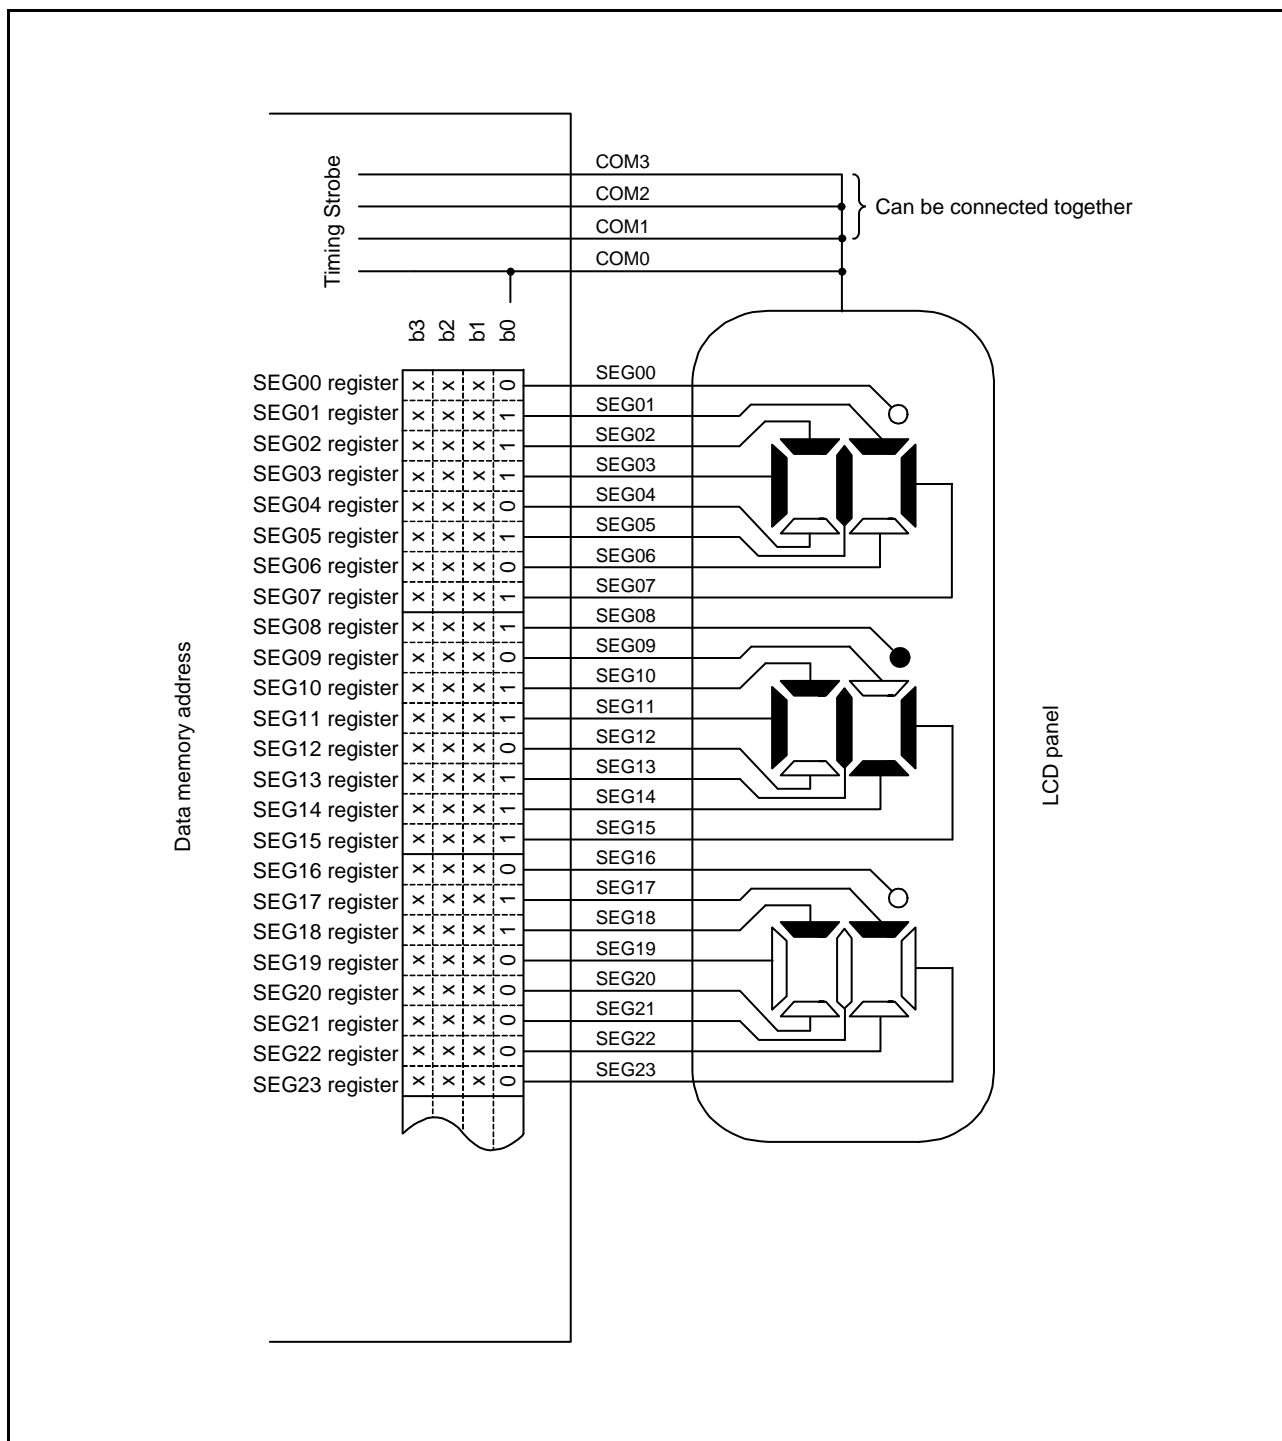 COM3
COM2
COM1
COM0
Can be connected together
Timing Strobe
b3 b2 b1 b0
SEG00 register x x x 0 SEG00
SEG01 register x x x 1 SEG01
SEG02 register x x x 1 SEG02
SEG03 register x x x 1 SEG03
SEG04 register x x x 0 SEG04
SEG05 register x x x 1 SEG05
SEG06 register x x x 0 SEG06
SEG07 register x x x 1 SEG07
SEG08 register x x x 1 SEG08
SEG09 register x x x 0 SEG09
SEG10 register x x x 1 SEG10
SEG11 register x x x 1 SEG11
SEG12 register x x x 0 SEG12
SEG13 register x x x 1 SEG13
SEG14 register x x x 1 SEG14
SEG15 register x x x 1 SEG15
SEG16 register x x x 0 SEG16
SEG17 register x x x 1 SEG17
SEG18 register x x x 1 SEG18
SEG19 register x x x 0 SEG19
SEG20 register x x x 0 SEG20
SEG21 register x x x 0 SEG21
SEG22 register x x x 0 SEG22
SEG23 register x x x 0 SEG23
Data memory address
LCD panel